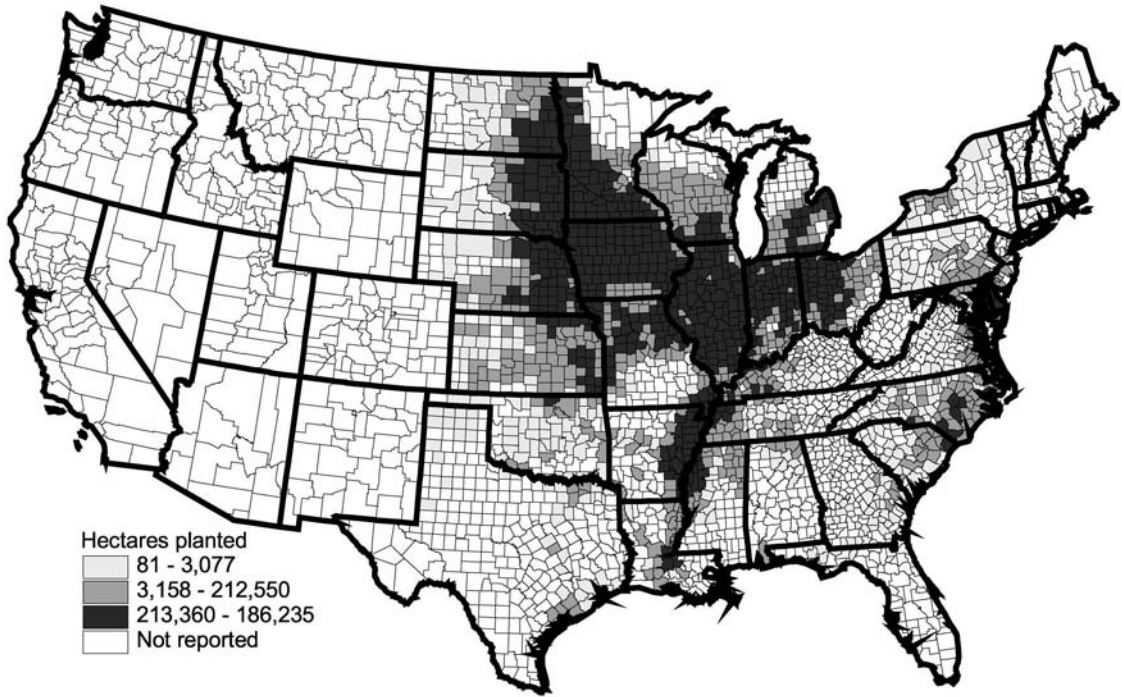 Hectares planted
81 - 3,077
3,158 - 212,550
213,360 - 186,235
Not reported